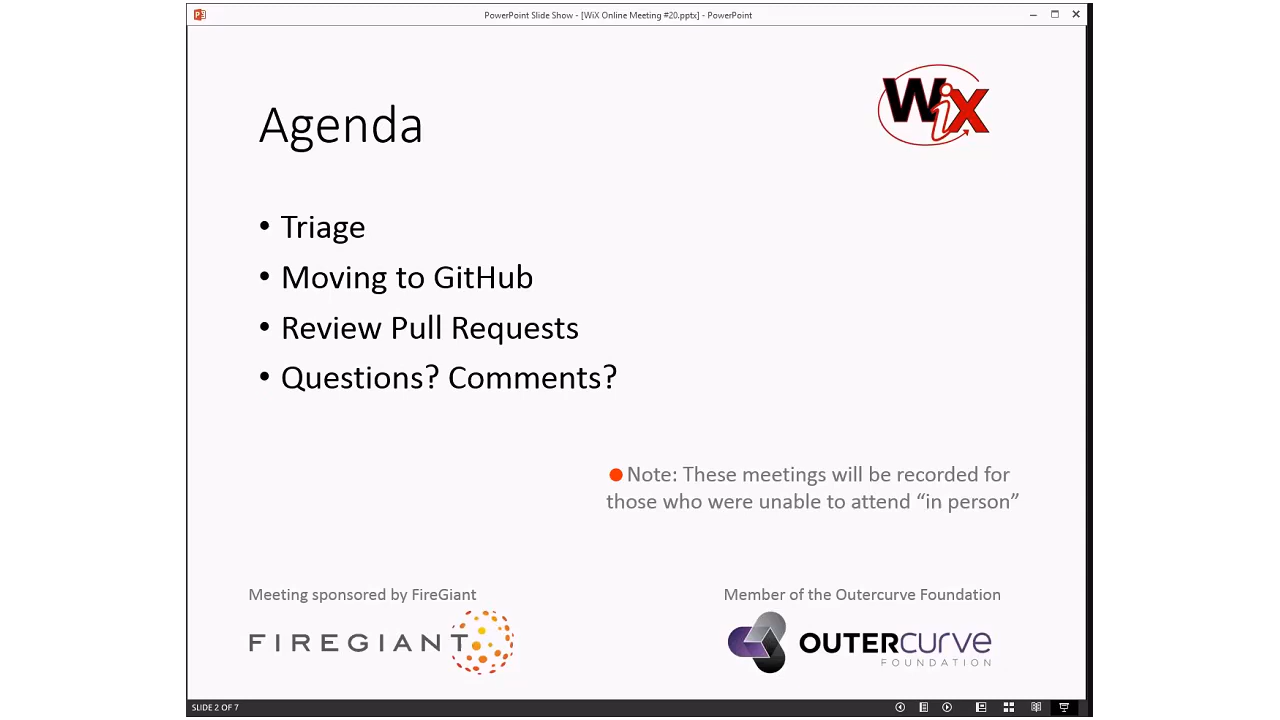 PowerPoint Slide Show - [WiX Online Meeting #20.pptx] - PowerPoint
WiX
Agenda
• Triage
• Moving to GitHub
• Review Pull Requests
• Questions? Comments?
Note: These meetings will be recorded for
those who were unable to attend “in person”
Meeting sponsored by FireGiant
FIREGIANT
Member of the Outercurve Foundation
OUTERCURVE
FOUNDATION
SLIDE 2 OF 7